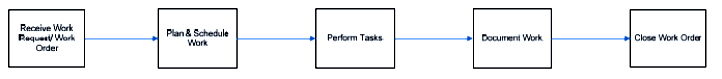 Receive Work
Request/ Work
Order
Plan & Schedule
Work
Perform Tasks
Document Work
Close Work Order